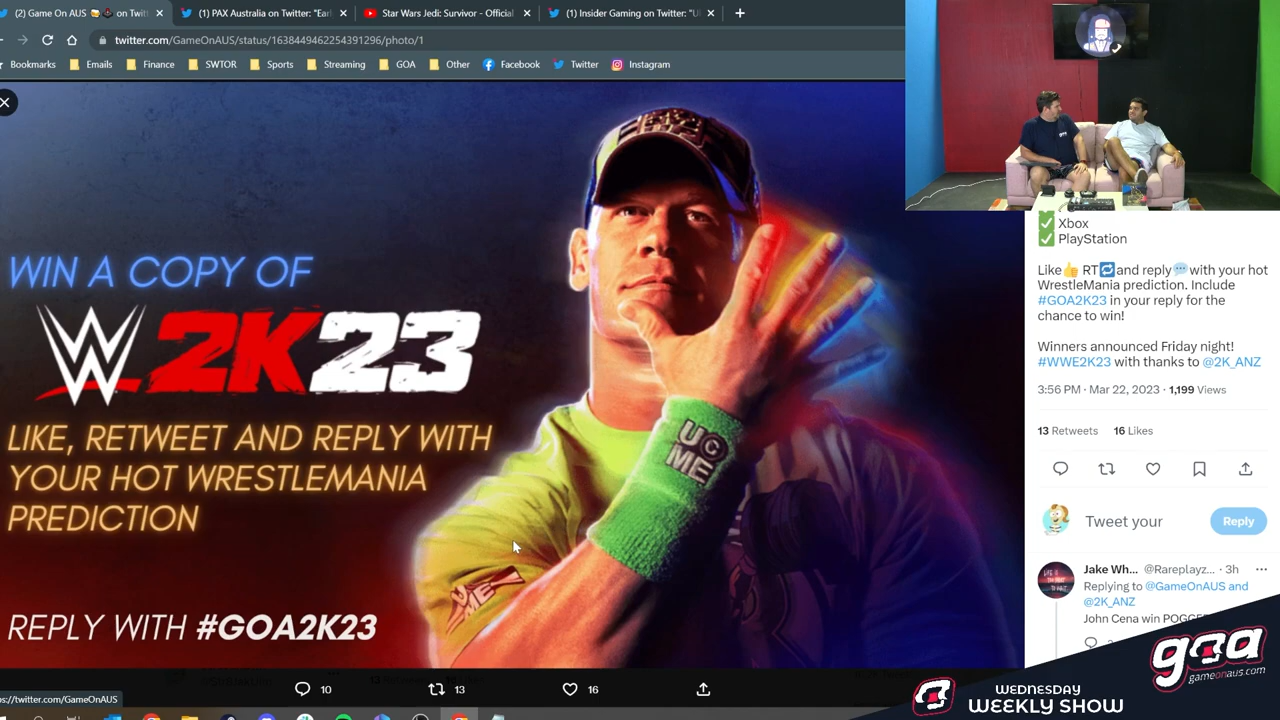 (2) Game On AUS on Twit
(1) PAX Australia on Twitter: "Earl
Star Wars Jedi: Survivor - Official
(1) Insider Gaming on Twitter: "U
twitter.com/GameOnAUS/status/1638449462254391296/photo/1
Bookmarks
Emails
Finance
SWTOR
Sports
Streaming
GOA
Other
Facebook
Twitter
Instagram
WIN A COPY OF
W 2K23
LIKE, RETWEET AND REPLY WITH
YOUR HOT WRESTLEMANIA
PREDICTION
REPLY WITH #GOA2K23
U C
ME
10
13
16
ps://twitter.com/GameOnAUS
✅ Xbox
✅ PlayStation
Like👍 RT🔁and reply💬with your hot
WrestleMania prediction. Include
#GOA2K23 in your reply for the
chance to win!
Winners announced Friday night!
#WWE2K23 with thanks to @2K_ANZ
3:56 PM · Mar 22, 2023 · 1,199 Views
13 Retweets 16 Likes
Tweet your
Reply
Jake Wh... @Rareplayz... · 3h
Replying to @GameOnAUS and
@2K_ANZ
John Cena win POGGE
goa
gameonaus.com
WEDNESDAY
WEEKLY SHOW